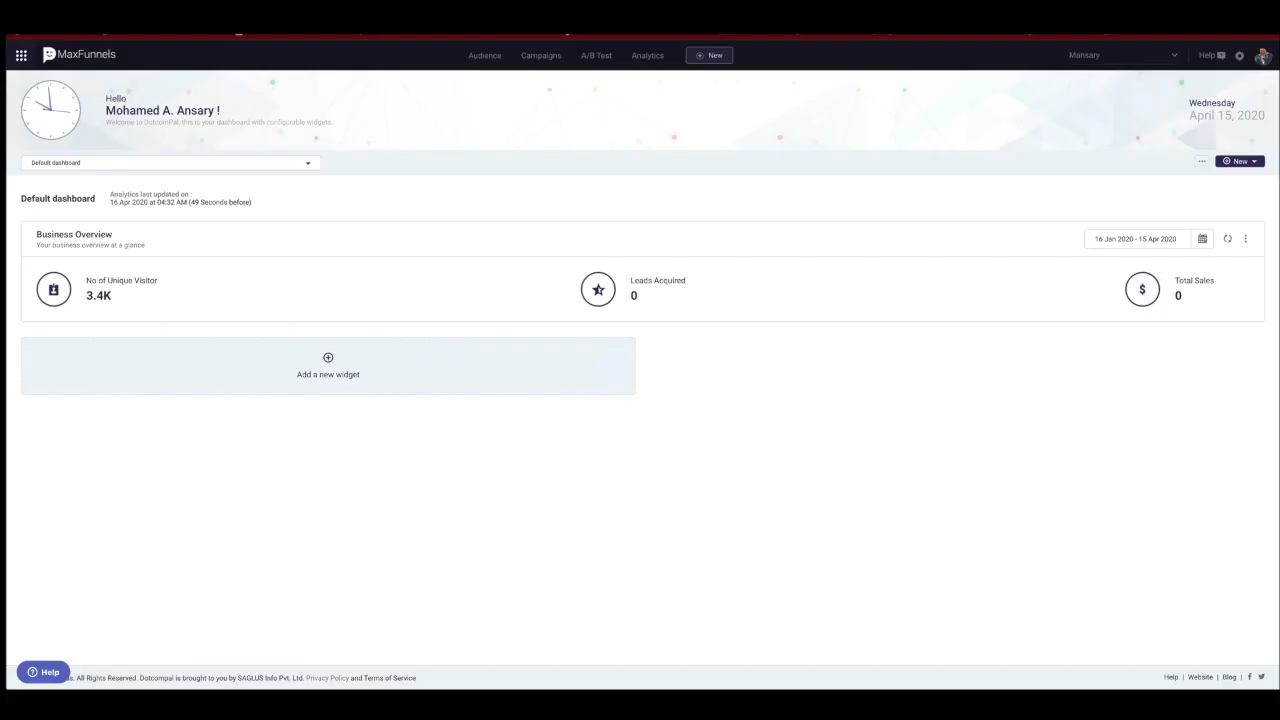 MaxFunnels
Audience
Campaigns
A/B Test
Analytics
New
Mansary
Help
Hello
Mohamed A. Ansary !
Welcome to DotcomPal, this is your dashboard with configurable widgets.
Wednesday
April 15, 2020
Default dashboard
New
Default dashboard
Analytics last updated on :
16 Apr 2020 at 04:32 AM (49 Seconds before)
Business Overview
Your business overview at a glance
16 Jan 2020 - 15 Apr 2020
No of Unique Visitor
3.4K
Leads Acquired
0
Total Sales
0
Add a new widget
Help
All Rights Reserved. Dotcompal is brought to you by SAGLUS Info Pvt. Ltd. Privacy Policy and Terms of Service
Help | Website | Blog |